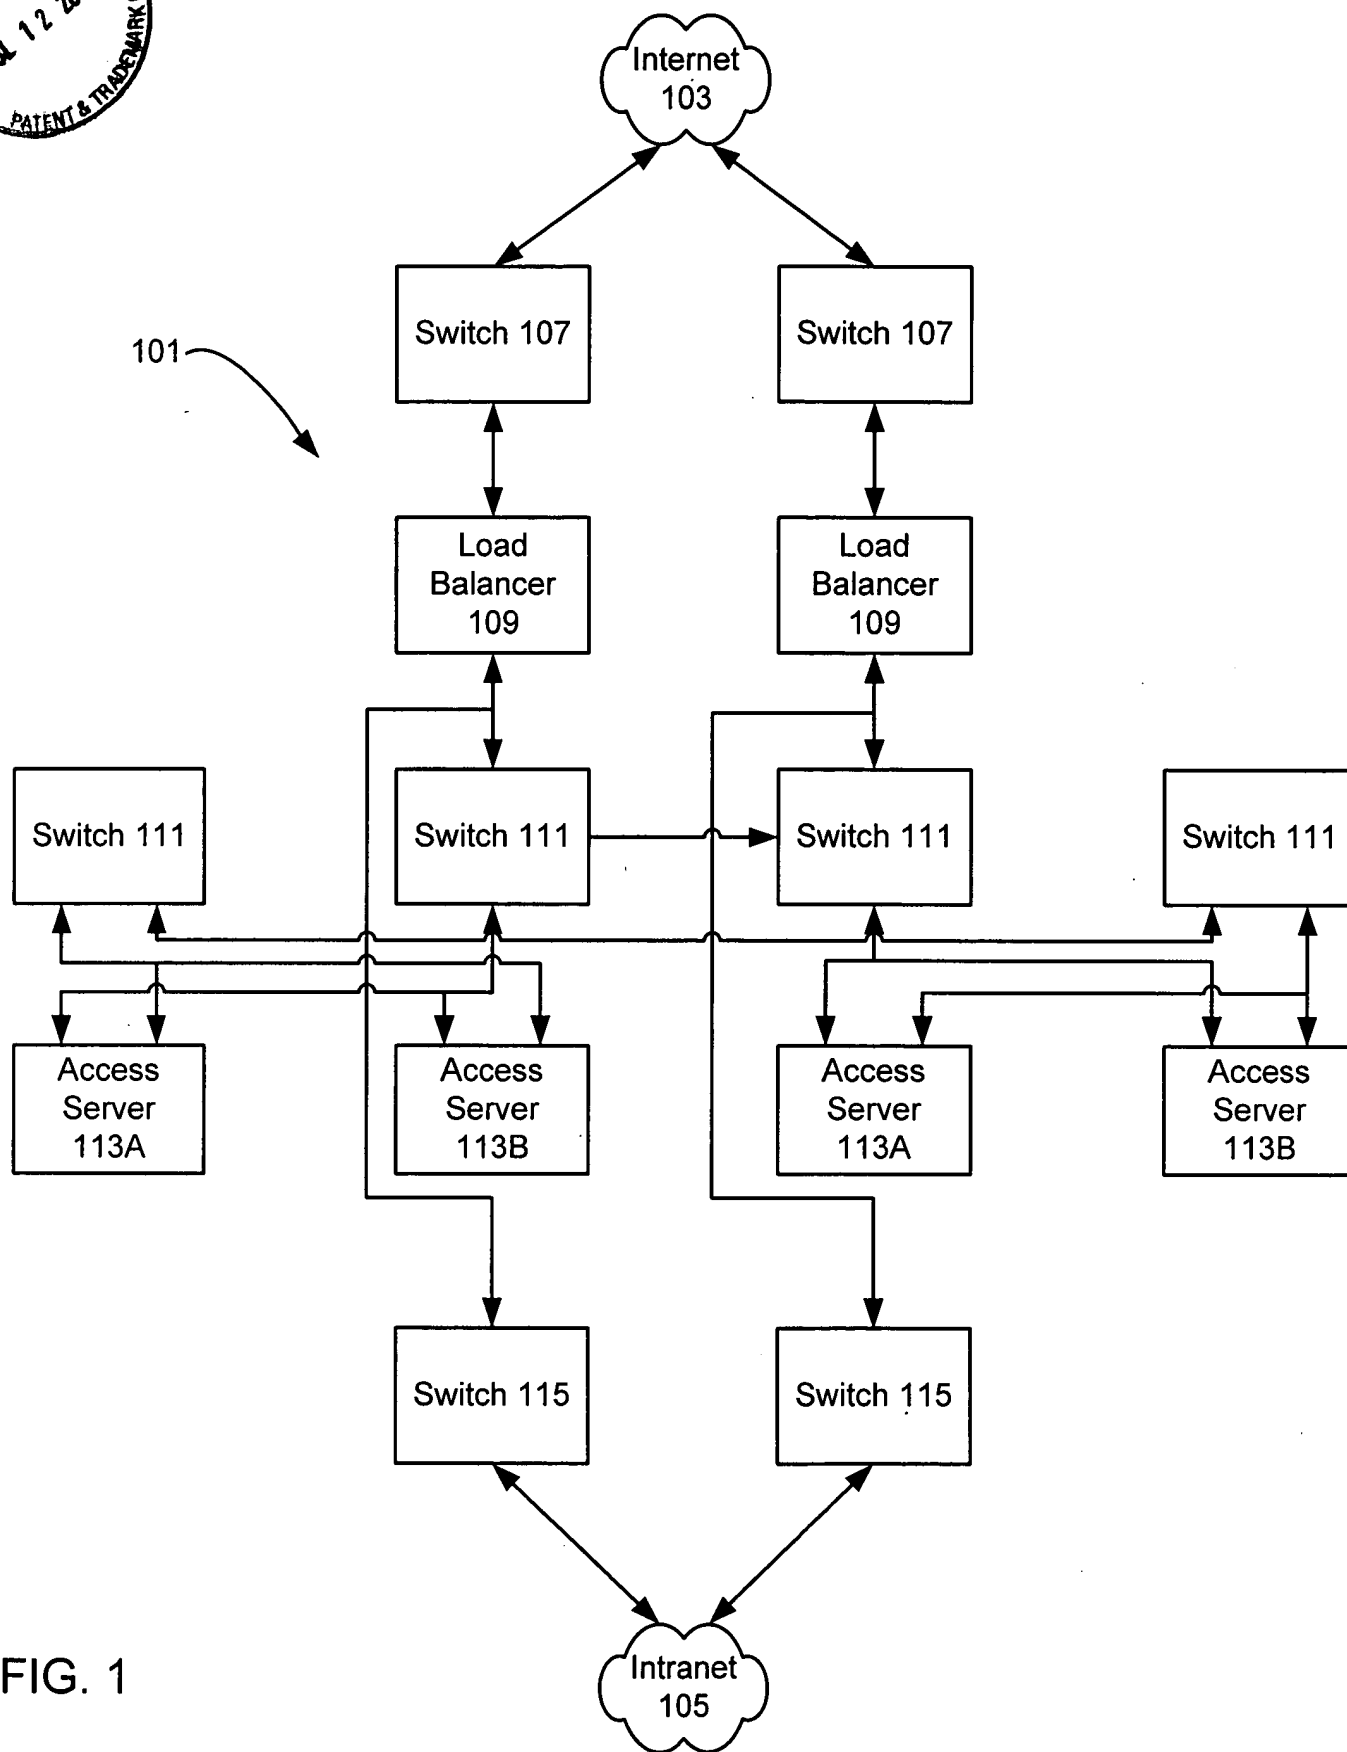 12
PATENT & TRADEMARK
Internet
103
Switch 107
Switch 107
101
Load
Balancer
109
Load
Balancer
109
Switch 111
Switch 111
Switch 111
Switch 111
Access
Server
113A
Access
Server
113B
Access
Server
113A
Access
Server
113B
Switch 115
Switch 115
Intranet
105
FIG. 1